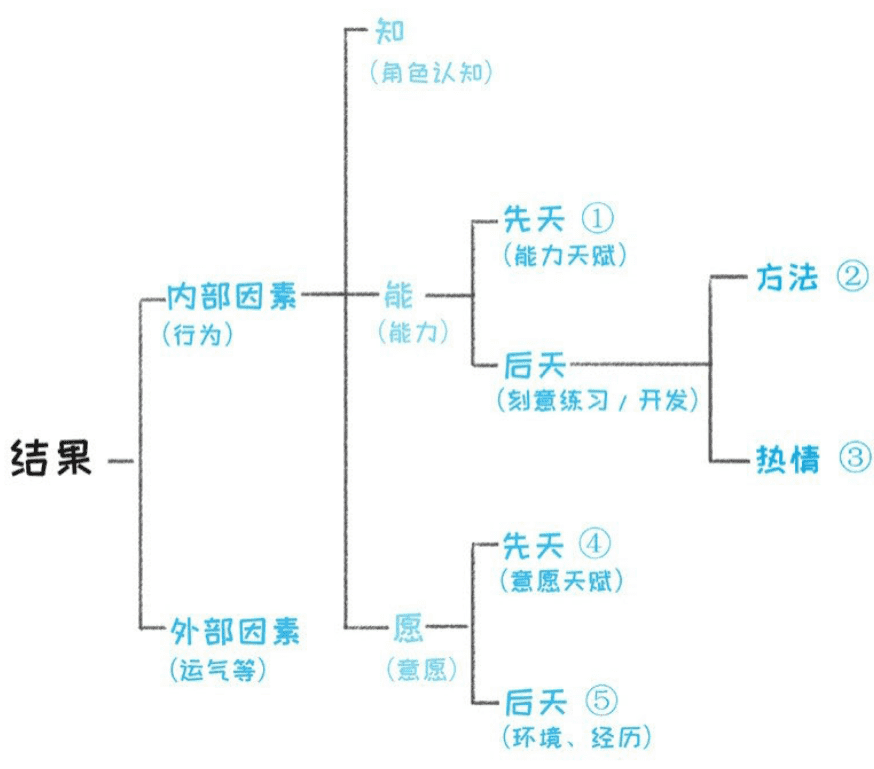 知
(角色认知)
先天 ①
(能力天赋)
方法 ②
内部因素
(行为)
能
(能力)
后天
(刻意练习 / 开发)
结果
热情 ③
先天 ④
(意愿天赋)
外部因素
(运气等)
愿
(意愿)
后天 ⑤
(环境、经历)